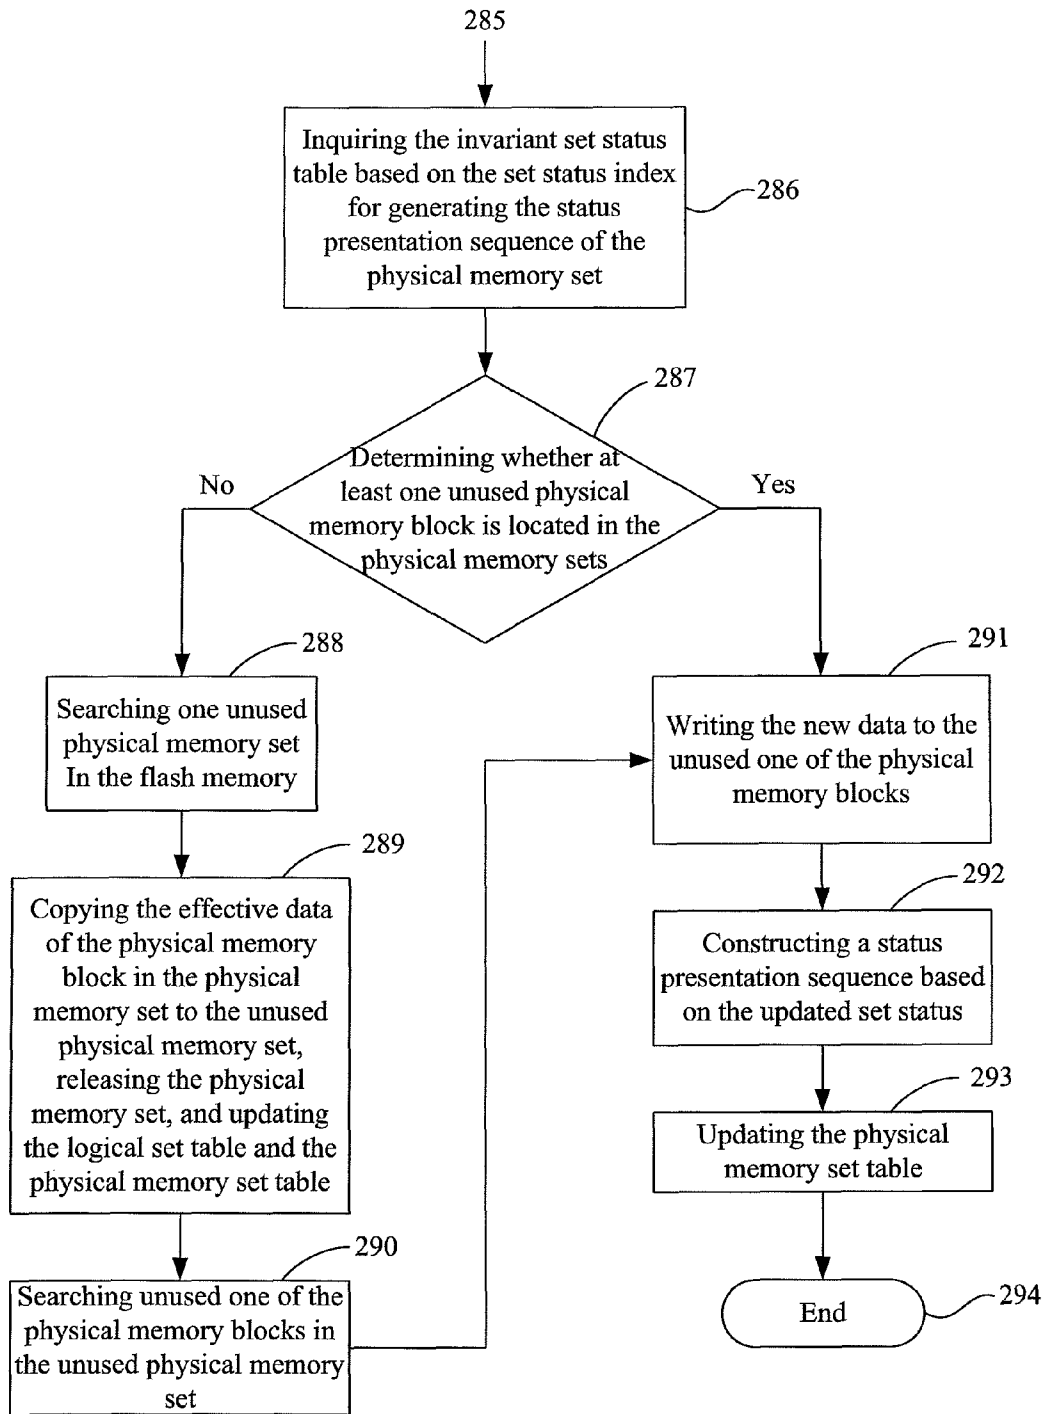 285
Inquiring the invariant set status
table based on the set status index
for generating the status
presentation sequence of the
physical memory set
286
287
Determining whether at
least one unused physical
memory block is located in the
physical memory sets
No
Yes
288
Searching one unused
physical memory set
In the flash memory
289
Copying the effective data
of the physical memory
block in the physical
memory set to the unused
physical memory set,
releasing the physical
memory set, and updating
the logical set table and the
physical memory set table
290
Searching unused one of the
physical memory blocks in
the unused physical memory
set
291
Writing the new data to the
unused one of the physical
memory blocks
292
Constructing a status
presentation sequence based
on the updated set status
293
Updating the physical
memory set table
End
294